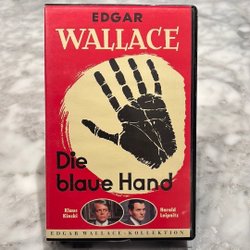 EDGAR
WALLACE
Die
blaue Hand
Klaus
Kinski
Harald
Leipnitz
EDGAR WALLACE-KOLLEKTION